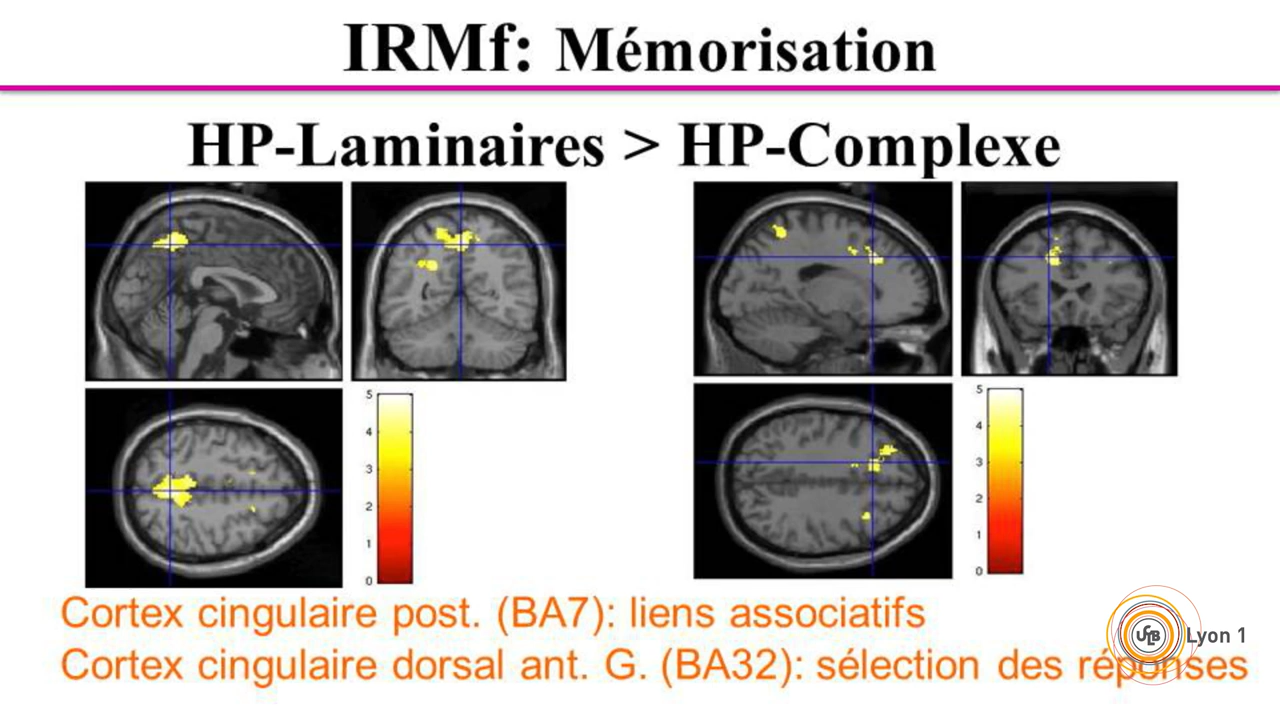 IRMf: Mémorisation
HP-Laminaires > HP-Complexe
5
4
3
2
1
0
5
4
3
2
1
0
Cortex cingulaire post. (BA7): liens associatifs
UCLB Lyon 1
Cortex cingulaire dorsal ant. G. (BA32): sélection des réponses